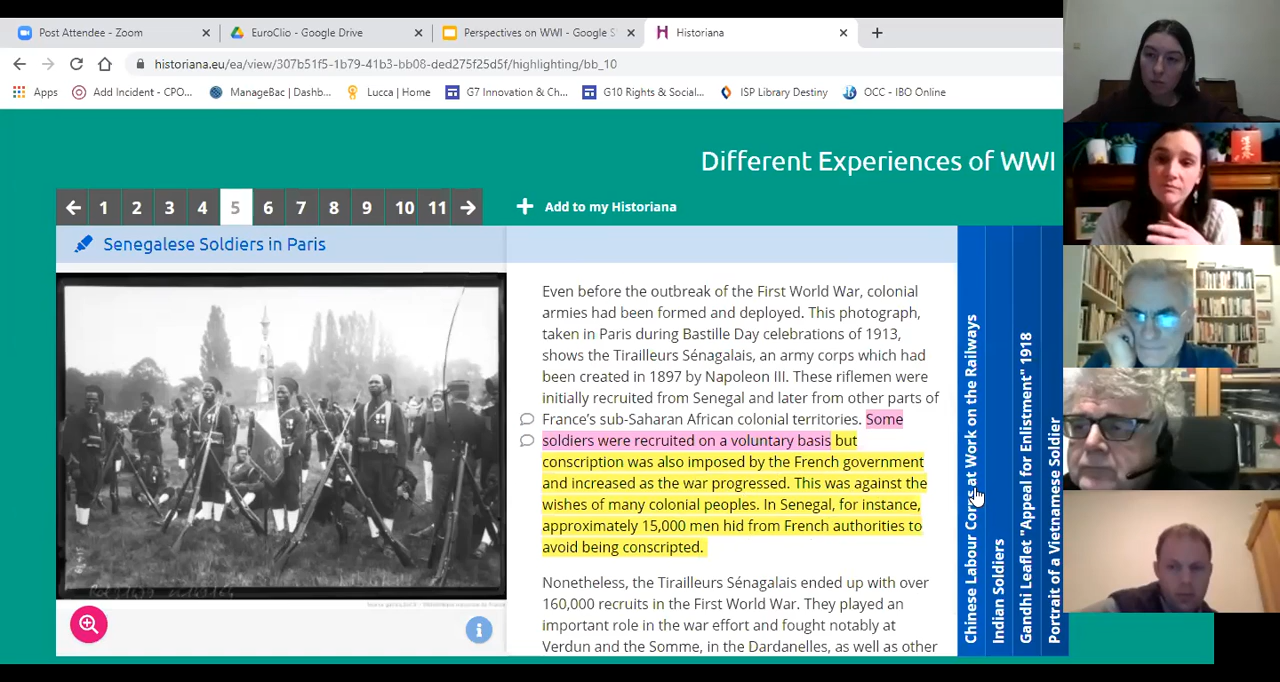 Post Attendee - Zoom
EuroClio - Google Drive
Perspectives on WWI - Google S
Historiana
historiana.eu/ea/view/307b51f5-1b79-41b3-bb08-ded275f25d5f/highlighting/bb_10
Apps
Add Incident - CPO...
ManageBac | Dashb...
Lucca | Home
G7 Innovation & Ch...
G10 Rights & Social...
ISP Library Destiny
OCC - IBO Online
Different Experiences of WWI
1 2 3 4 5 6 7 8 9 10 11
Add to my Historiana
Senegalese Soldiers in Paris
Even before the outbreak of the First World War, colonial
armies had been formed and deployed. This photograph,
taken in Paris during Bastille Day celebrations of 1913,
shows the Tirailleurs Sénagalais, an army corps which had
been created in 1897 by Napoleon III. These riflemen were
initially recruited from Senegal and later from other parts of
France's sub-Saharan African colonial territories. Some
soldiers were recruited on a voluntary basis but
conscription was also imposed by the French government
and increased as the war progressed. This was against the
wishes of many colonial peoples. In Senegal, for instance,
approximately 15,000 men hid from French authorities to
avoid being conscripted.
Nonetheless, the Tirailleurs Sénagalais ended up with over
160,000 recruits in the First World War. They played an
important role in the war effort and fought notably at
Verdun and the Somme, in the Dardanelles, as well as other
Chinese Labour Corps at Work on the Railways
Indian Soldiers
Gandhi Leaflet "Appeal for Enlistment" 1918
Portrait of a Vietnamese Soldier